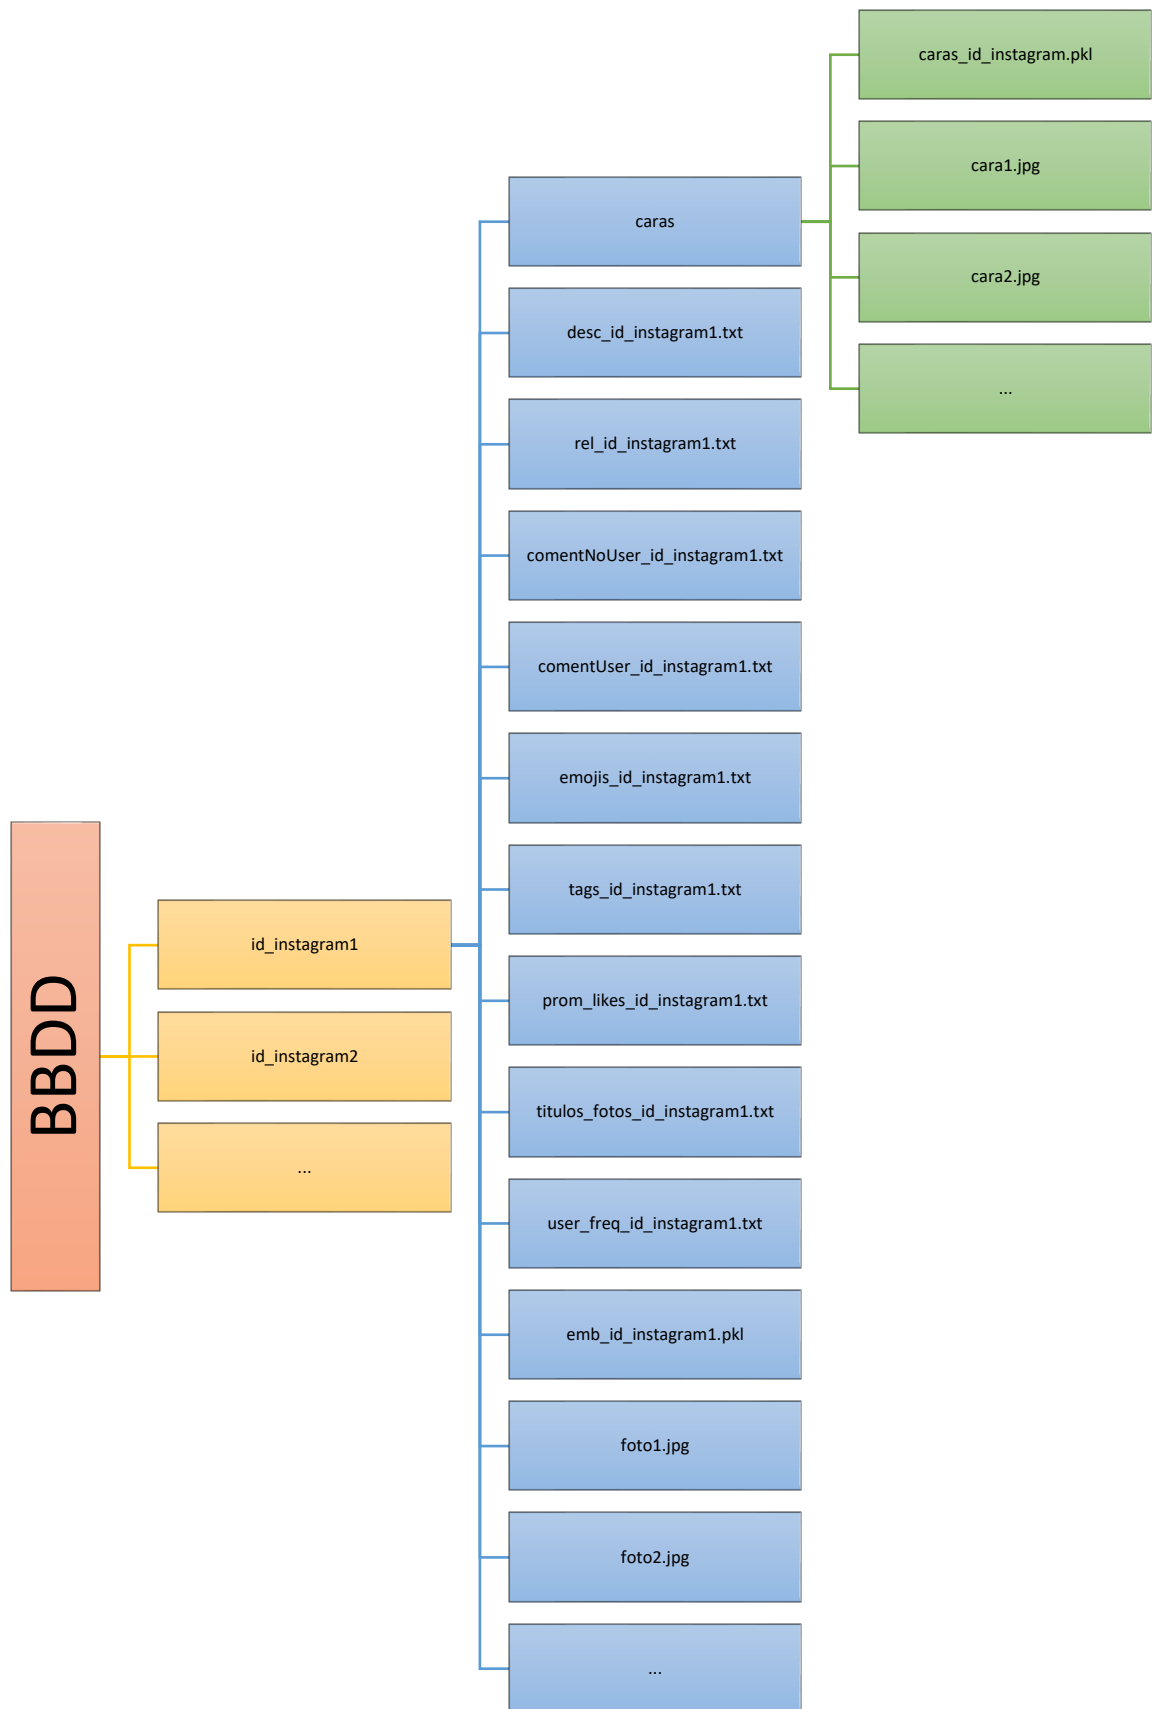 BBDD
id_instagram1
id_instagram2
...
caras
desc_id_instagram1.txt
rel_id_instagram1.txt
comentNoUser_id_instagram1.txt
comentUser_id_instagram1.txt
emojis_id_instagram1.txt
tags_id_instagram1.txt
prom_likes_id_instagram1.txt
titulos_fotos_id_instagram1.txt
user_freq_id_instagram1.txt
emb_id_instagram1.pkl
foto1.jpg
foto2.jpg
...
caras_id_instagram.pkl
cara1.jpg
cara2.jpg
...